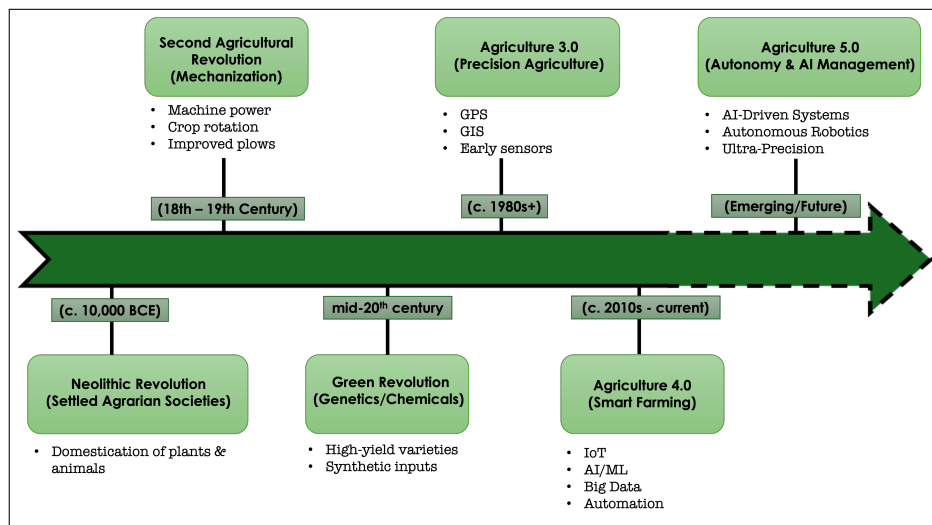 Second Agricultural
Revolution
(Mechanization)
• Machine power
• Crop rotation
• Improved plows
(18th – 19th Century)
Agriculture 3.0
(Precision Agriculture)
• GPS
• GIS
• Early sensors
(c. 1980s+)
Agriculture 5.0
(Autonomy & AI Management)
• AI-Driven Systems
• Autonomous Robotics
• Ultra-Precision
(Emerging/Future)
(c. 10,000 BCE)
Neolithic Revolution
(Settled Agrarian Societies)
• Domestication of plants &
animals
mid-20th century
Green Revolution
(Genetics/Chemicals)
• High-yield varieties
• Synthetic inputs
(c. 2010s - current)
Agriculture 4.0
(Smart Farming)
• IoT
• AI/ML
• Big Data
• Automation